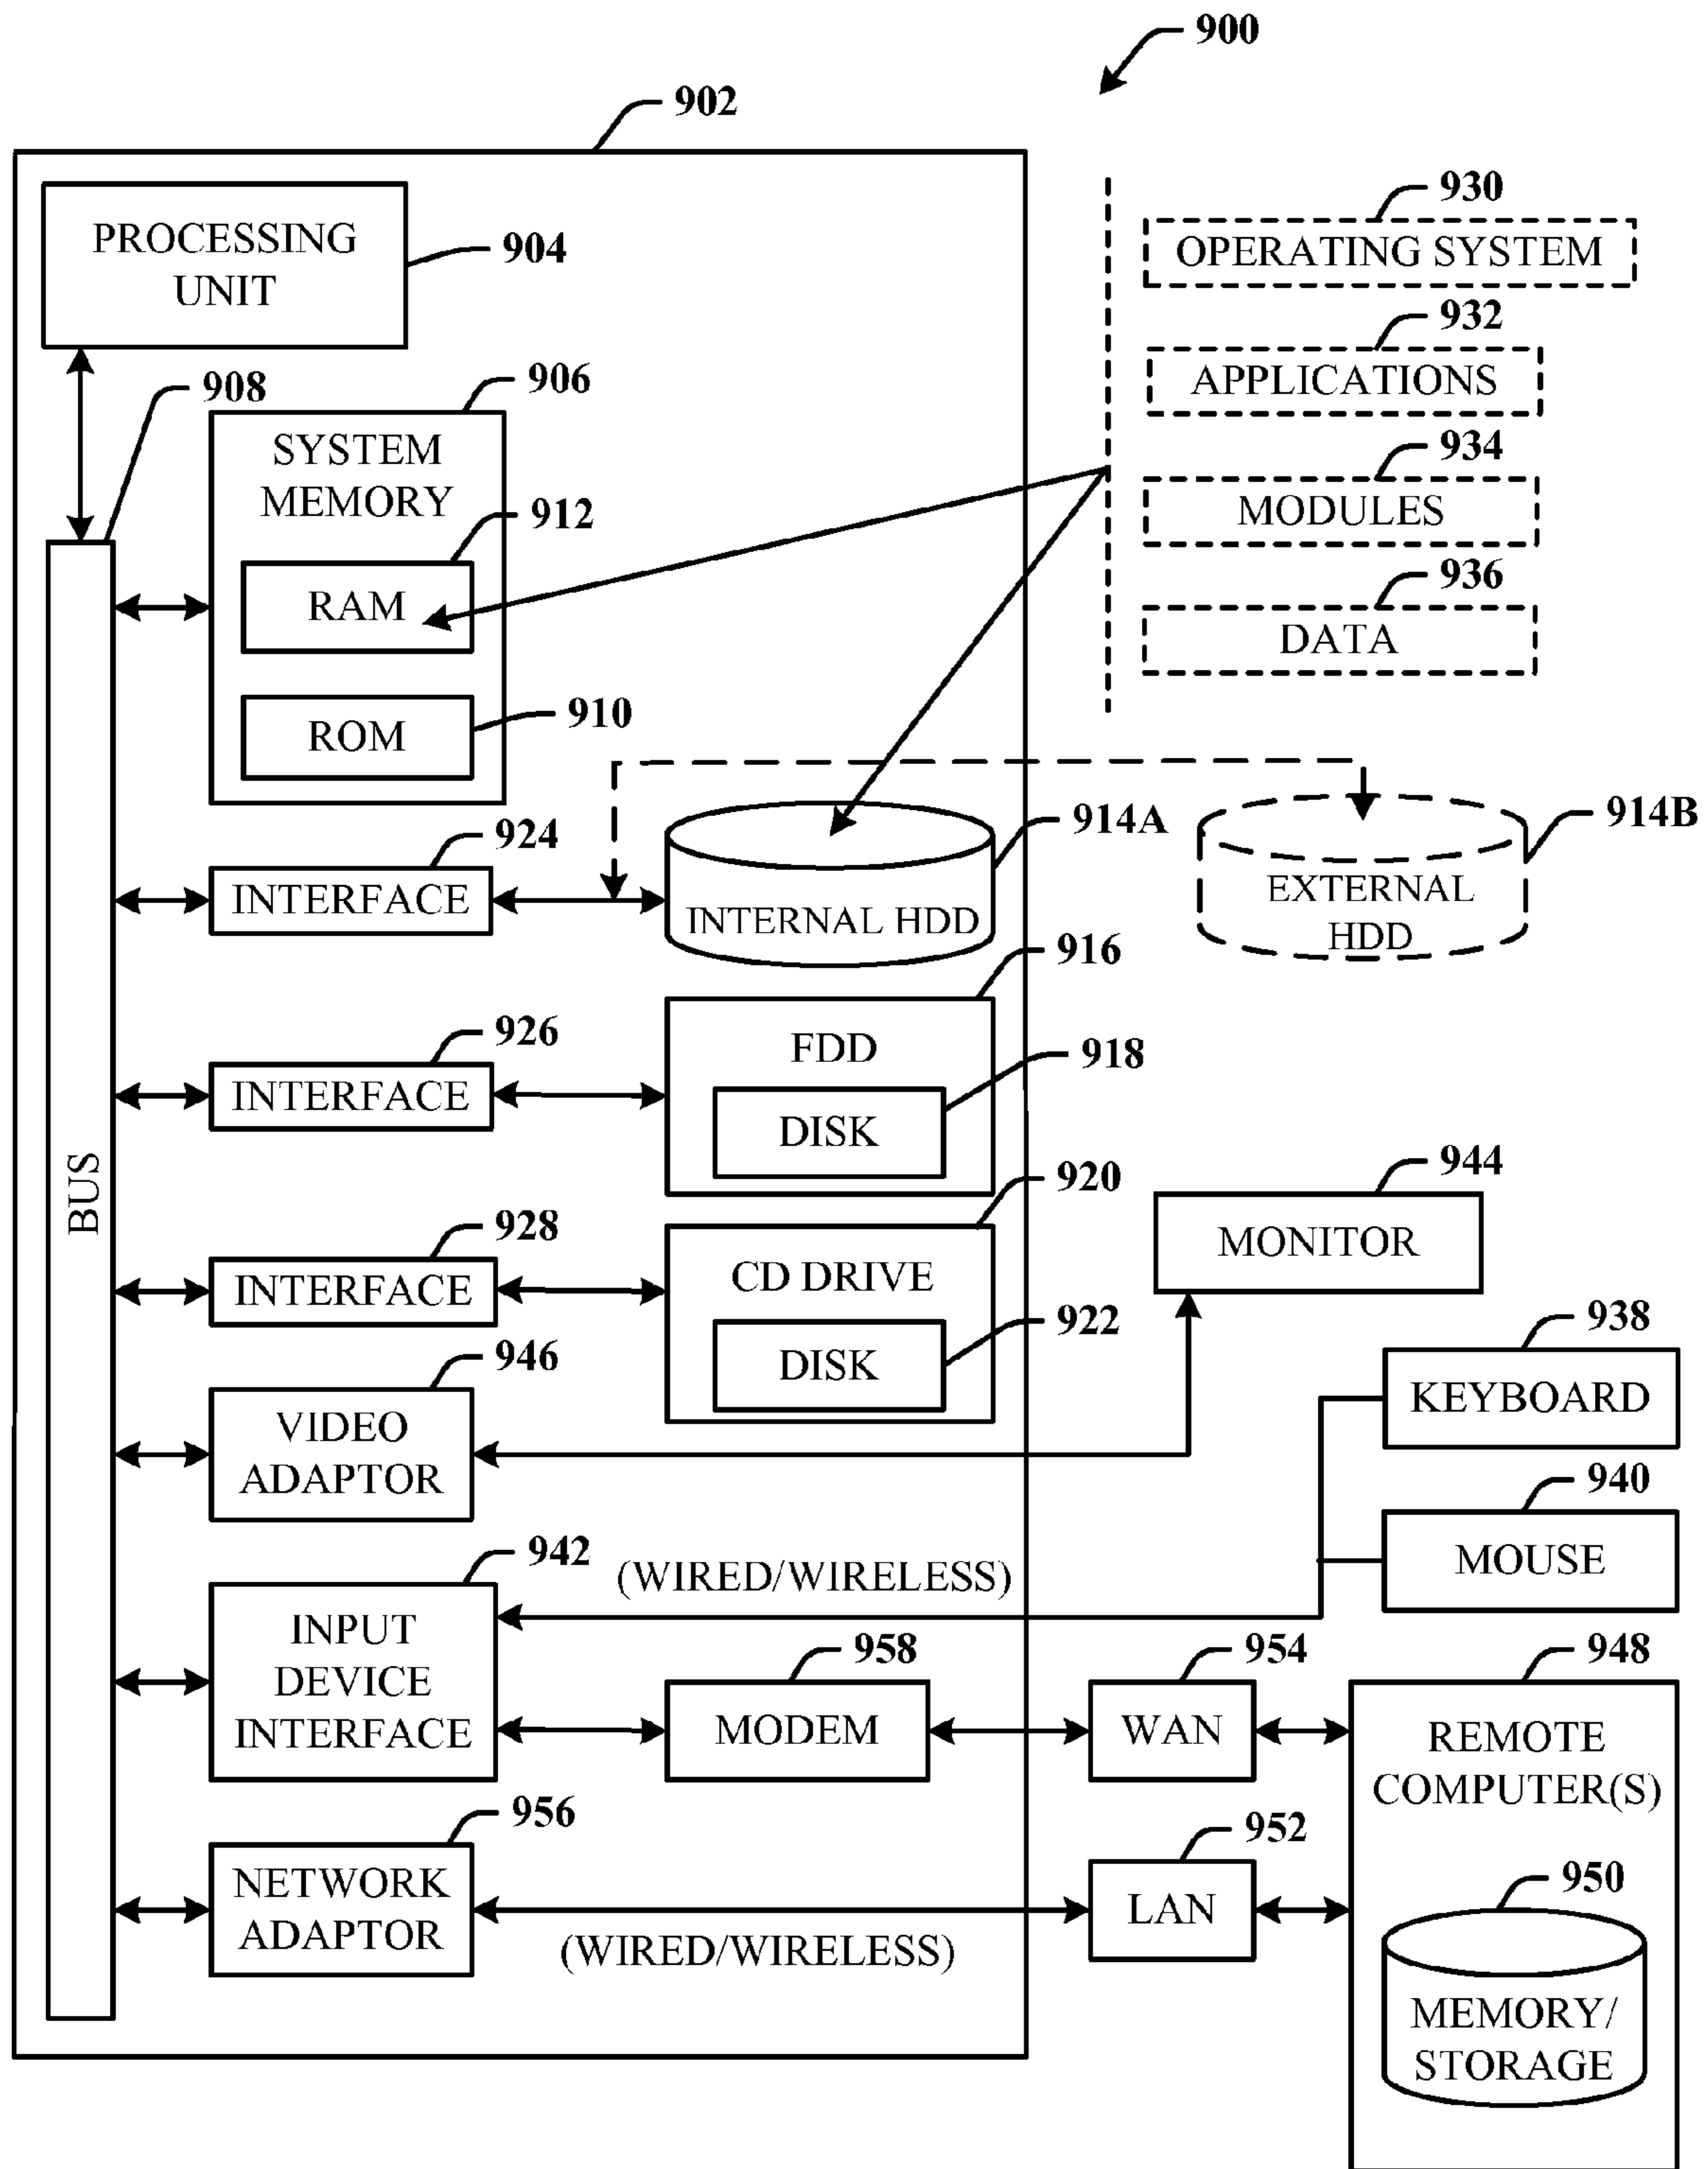 900
902
PROCESSING
UNIT
904
930
OPERATING SYSTEM
932
APPLICATIONS
934
MODULES
936
DATA
908
906
SYSTEM
MEMORY
912
RAM
910
ROM
924
INTERFACE
914A
INTERNAL HDD
914B
EXTERNAL
HDD
916
FDD
926
INTERFACE
918
DISK
BUS
920
CD DRIVE
928
INTERFACE
922
DISK
944
MONITOR
946
VIDEO
ADAPTOR
938
KEYBOARD
940
MOUSE
942
INPUT
DEVICE
INTERFACE
(WIRED/WIRELESS)
958
MODEM
954
WAN
948
REMOTE
COMPUTER(S)
956
NETWORK
ADAPTOR
(WIRED/WIRELESS)
952
LAN
950
MEMORY/
STORAGE